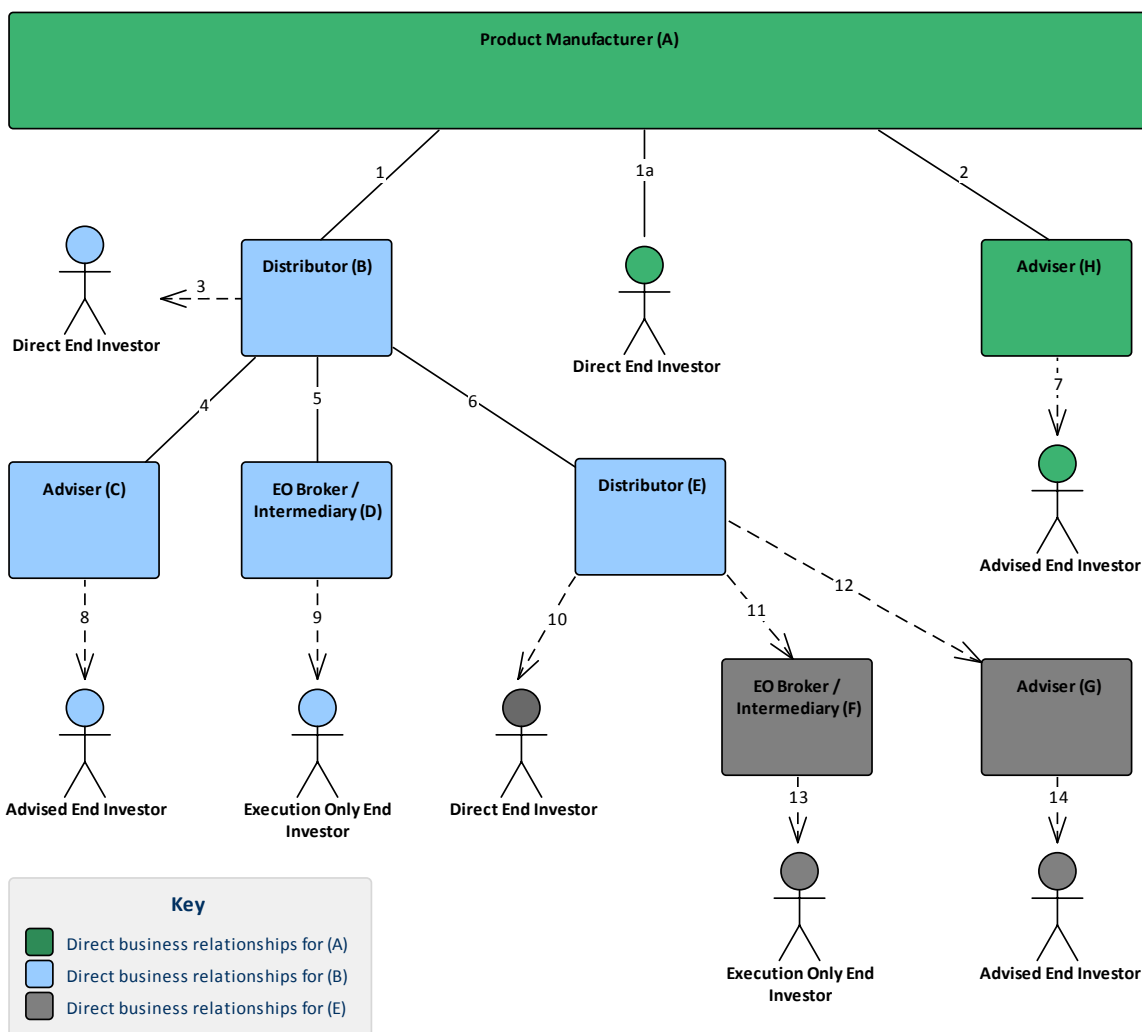 Product Manufacturer (A)
1
1a
2
Distributor (B)
Adviser (H)
3
Direct End Investor
Direct End Investor
7
4
5
6
Adviser (C)
EO Broker /
Intermediary (D)
Distributor (E)
Advised End Investor
8
9
10
11
12
EO Broker /
Intermediary (F)
Adviser (G)
Advised End Investor
Execution Only End
Investor
Direct End Investor
13
14
Execution Only End
Investor
Advised End Investor
Key
Direct business relationships for (A)
Direct business relationships for (B)
Direct business relationships for (E)